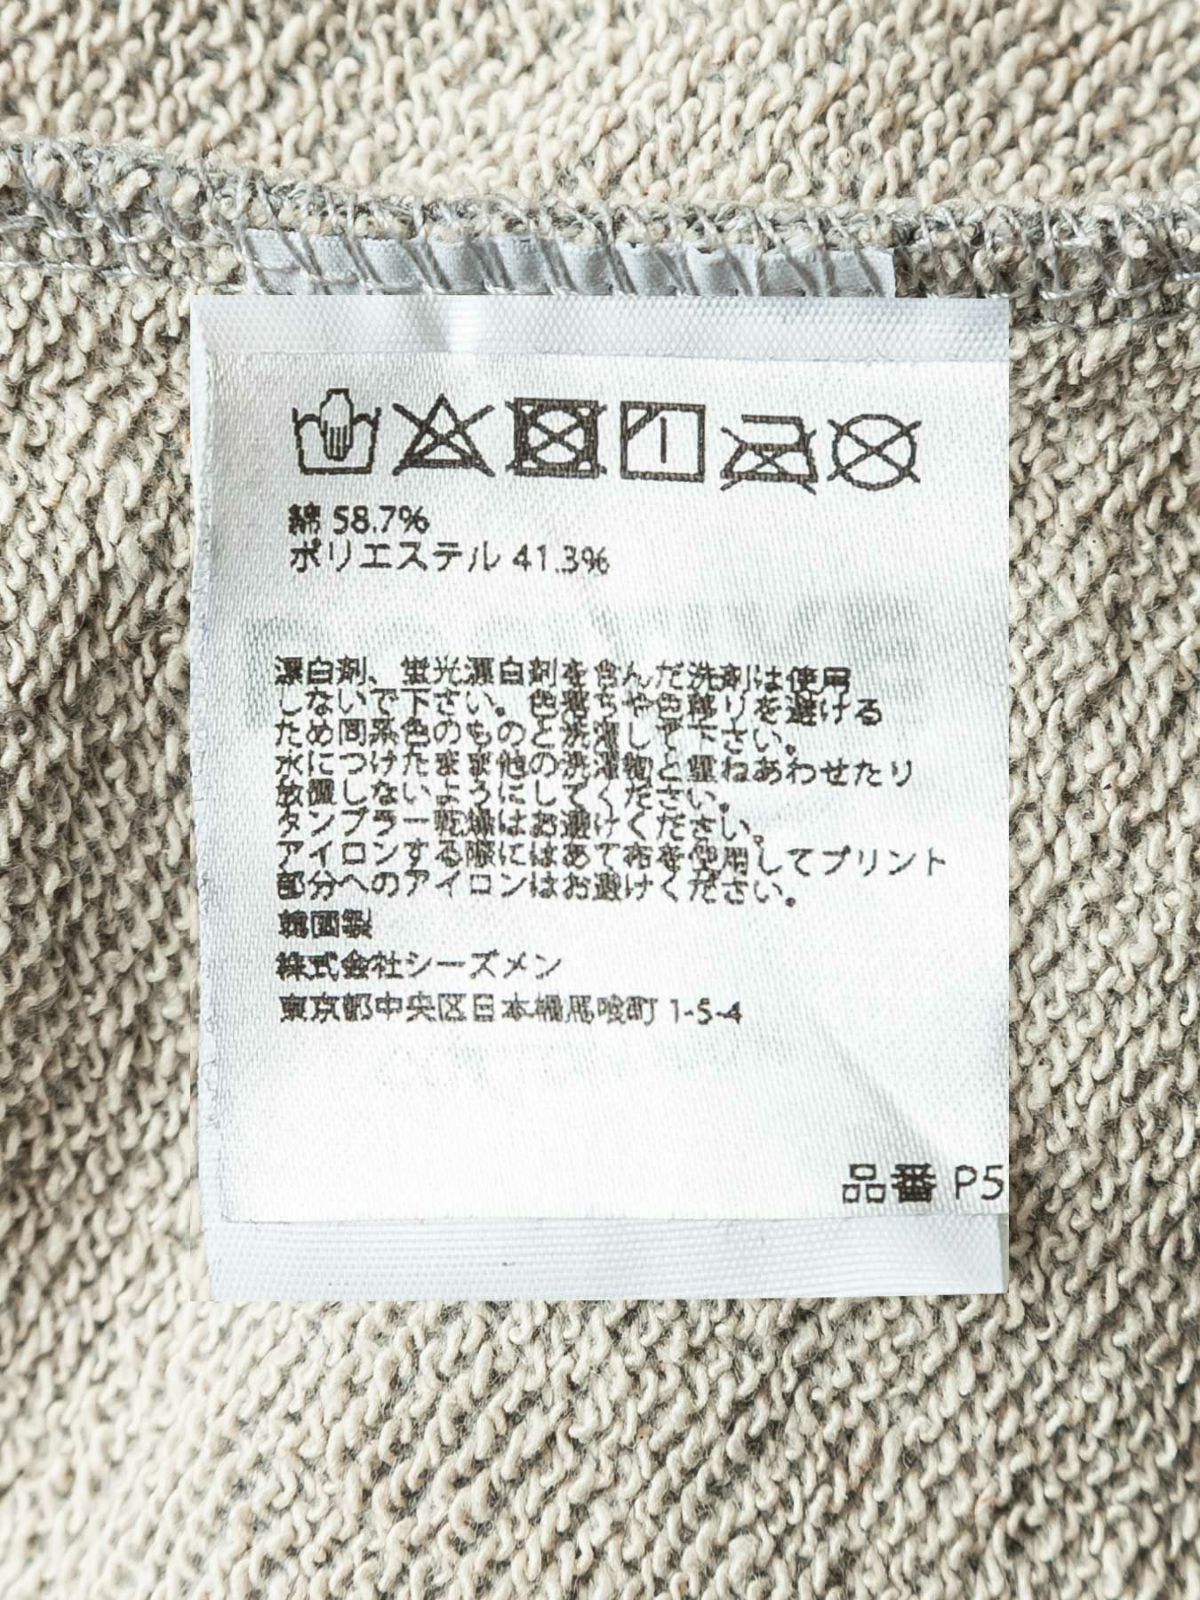 綿 58.7%
ポリエステル 41.3%
漂白剤、蛍光漂白剤を含んだ洗剤は使用
しないで下さい。色落ちや色移りを避ける
ため同系色のものと洗濯して下さい。
水につけたまま他の洗濯物と重ねあわせたり
放置しないようにしてください。
タンブラー乾燥はお避けください。
アイロンする際にはあて布を使用してプリント
部分へのアイロンはお避けください。
韓国製
株式会社シーズメン
東京都中央区日本橋馬喰町 1-5-4
品番 P5